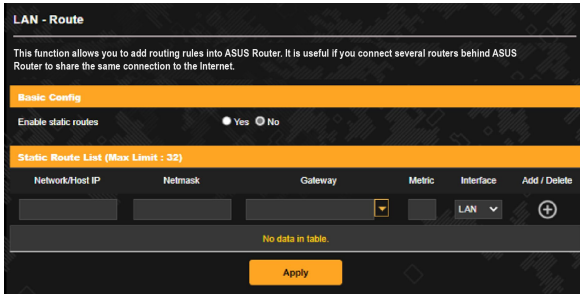 LAN - Route
This function allows you to add routing rules into ASUS Router. It is useful if you connect several routers behind ASUS
Router to share the same connection to the Internet.
Basic Config
Enable static routes Yes No
Static Route List (Max Limit : 32)
Network/Host IP Netmask Gateway Metric Interface Add / Delete
LAN
No data in table.
Apply